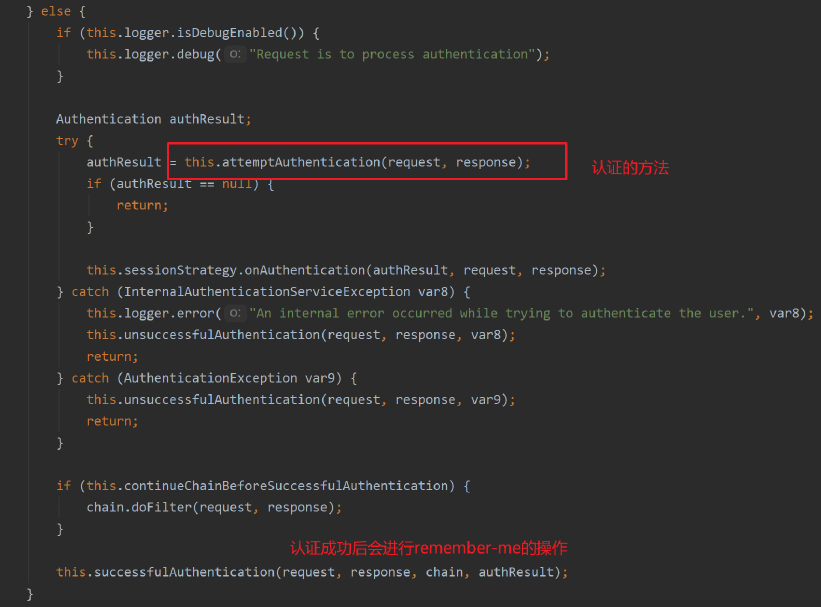 } else {
if (this.logger.isDebugEnabled()) {
this.logger.debug( o: "Request is to process authentication");
}
Authentication authResult;
try {
authResult = this.attemptAuthentication(request, response);
认证的方法
if (authResult == null) {
return;
}
this.sessionStrategy.onAuthentication(authResult, request, response);
} catch (InternalAuthenticationServiceException var8) {
this.logger.error( o: "An internal error occurred while trying to authenticate the user.", var8);
this.unsuccessfulAuthentication(request, response, var8);
return;
} catch (AuthenticationException var9) {
this.unsuccessfulAuthentication(request, response, var9);
return;
}
if (this.continueChainBeforeSuccessfulAuthentication) {
chain.doFilter(request, response);
}
认证成功后会进行remember-me的操作
this.successfulAuthentication(request, response, chain, authResult);
}